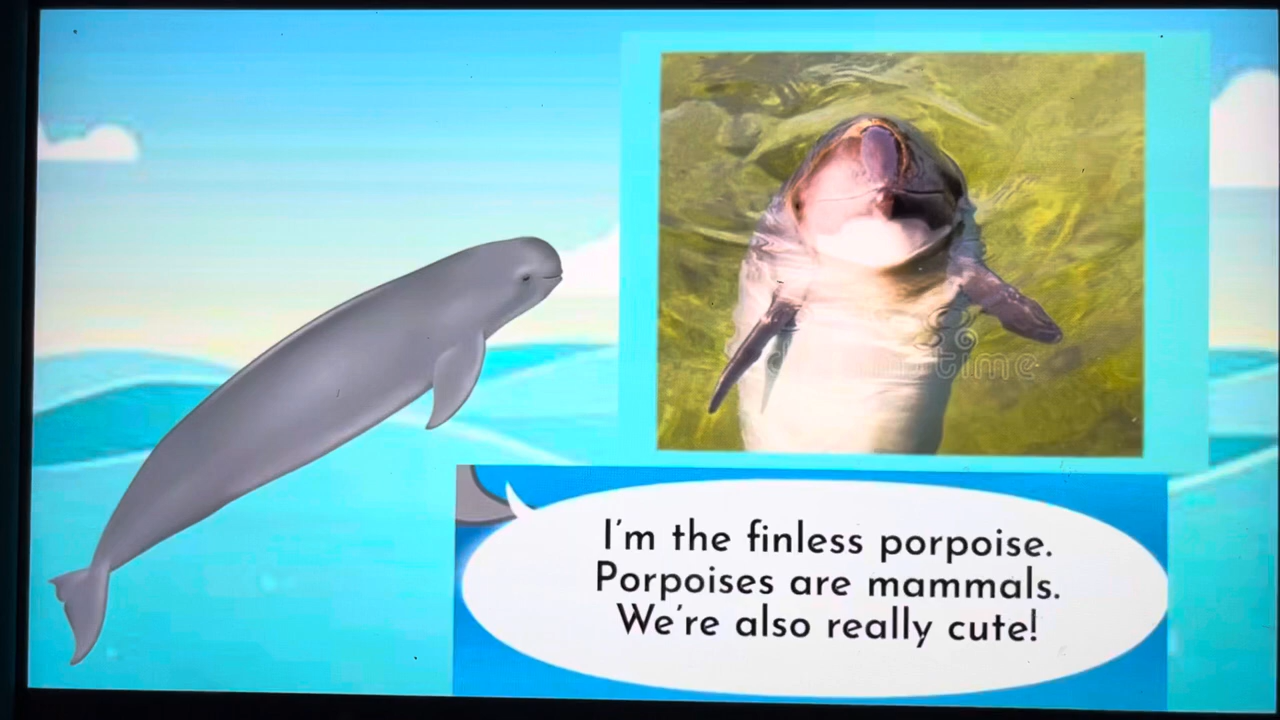 I'm the finless porpoise.
Porpoises are mammals.
We're also really cute!